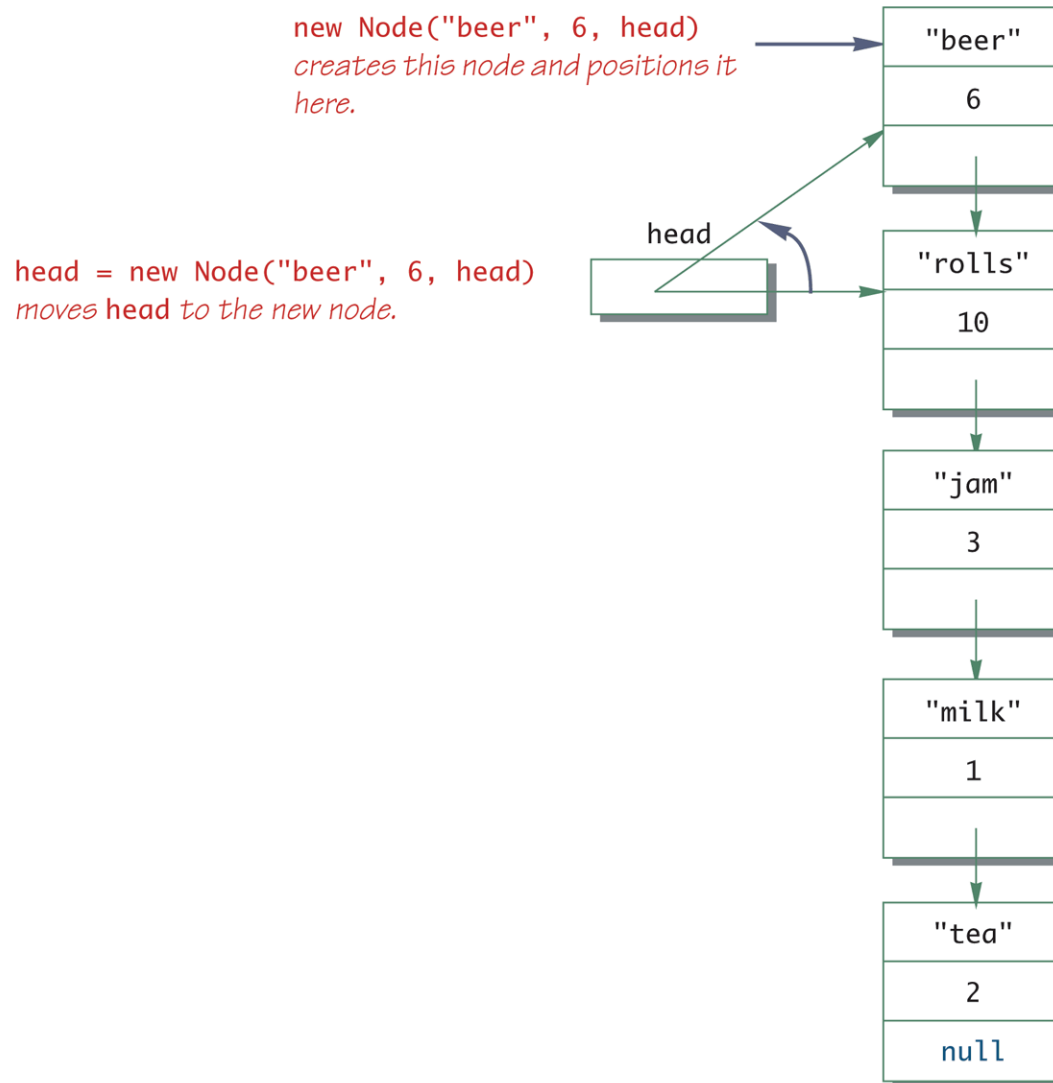 new Node("beer", 6, head)
creates this node and positions it
here.
"beer"
6
head
head = new Node("beer", 6, head)
moves head to the new node.
"rolls"
10
"jam"
3
"milk"
1
"tea"
2
null